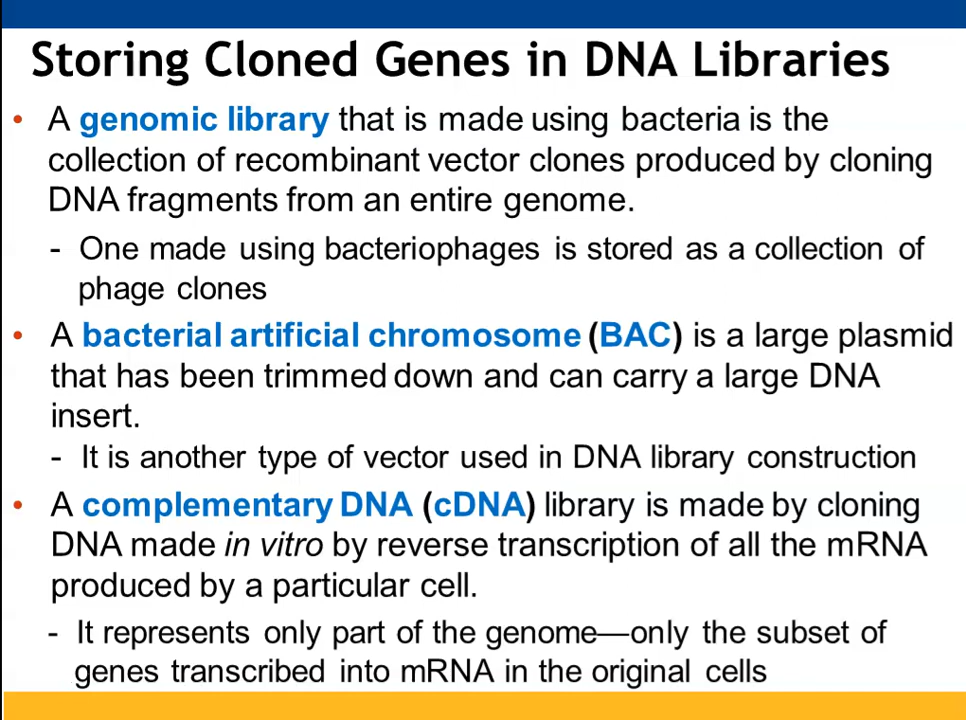 Storing Cloned Genes in DNA Libraries
• A genomic library that is made using bacteria is the
collection of recombinant vector clones produced by cloning
DNA fragments from an entire genome.
- One made using bacteriophages is stored as a collection of
phage clones
• A bacterial artificial chromosome (BAC) is a large plasmid
that has been trimmed down and can carry a large DNA
insert.
- It is another type of vector used in DNA library construction
• A complementary DNA (cDNA) library is made by cloning
DNA made in vitro by reverse transcription of all the mRNA
produced by a particular cell.
- It represents only part of the genome—only the subset of
genes transcribed into mRNA in the original cells